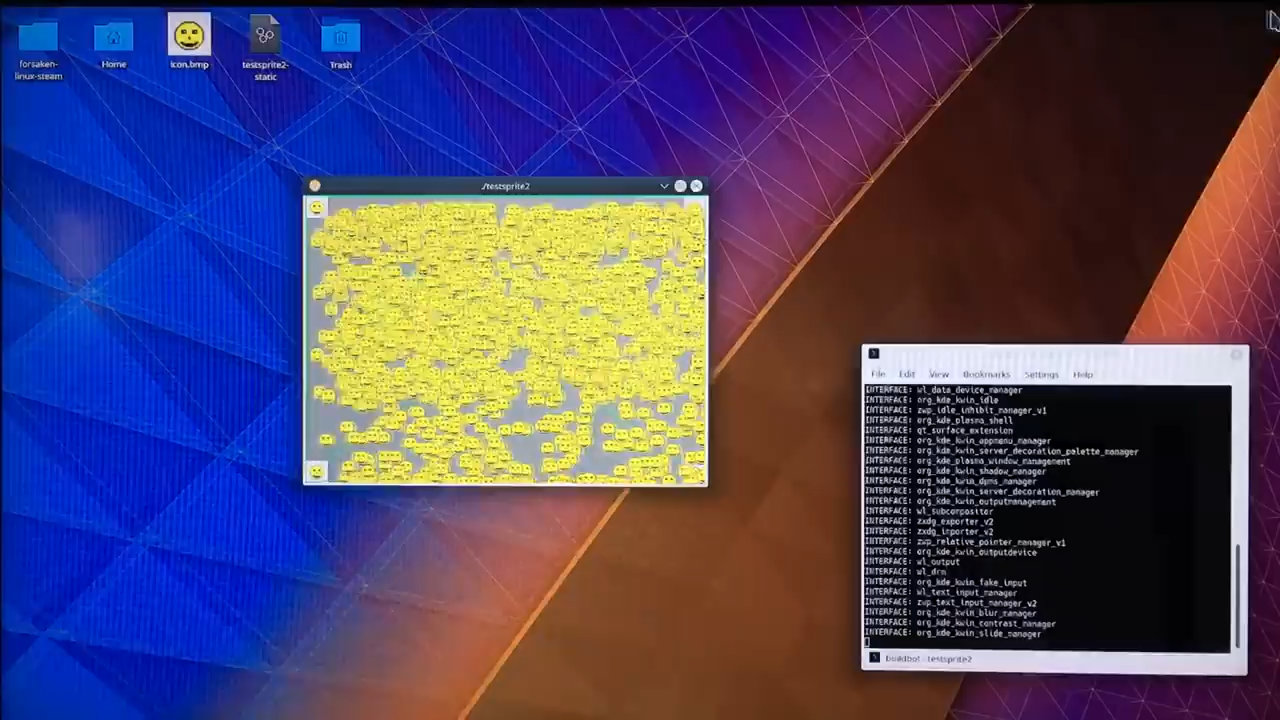 forsaken-
linux-steam
Home
icon.bmp
testsprite2-
static
Trash
./testsprite2
File Edit View Bookmarks Settings Help
INTERFACE: wl_data_device_manager
INTERFACE: org_kde_kwin_idle
INTERFACE: zwp_idle_inhibit_manager_v1
INTERFACE: org_kde_plasma_shell
INTERFACE: qt_surface_extension
INTERFACE: org_kde_kwin_appmenu_manager
INTERFACE: org_kde_kwin_server_decoration_palette_manager
INTERFACE: org_kde_plasma_window_management
INTERFACE: org_kde_kwin_shadow_manager
INTERFACE: org_kde_kwin_dpms_manager
INTERFACE: org_kde_kwin_server_decoration_manager
INTERFACE: org_kde_kwin_outputmanagement
INTERFACE: wl_subcompositor
INTERFACE: zxdg_exporter_v2
INTERFACE: zxdg_importer_v2
INTERFACE: zwp_relative_pointer_manager_v1
INTERFACE: org_kde_kwin_outputdevice
INTERFACE: wl_output
INTERFACE: wl_drm
INTERFACE: org_kde_kwin_fake_input
INTERFACE: wl_text_input_manager
INTERFACE: zwp_text_input_manager_v2
INTERFACE: org_kde_kwin_blur_manager
INTERFACE: org_kde_kwin_contrast_manager
INTERFACE: org_kde_kwin_slide_manager
buildbot : testsprite2